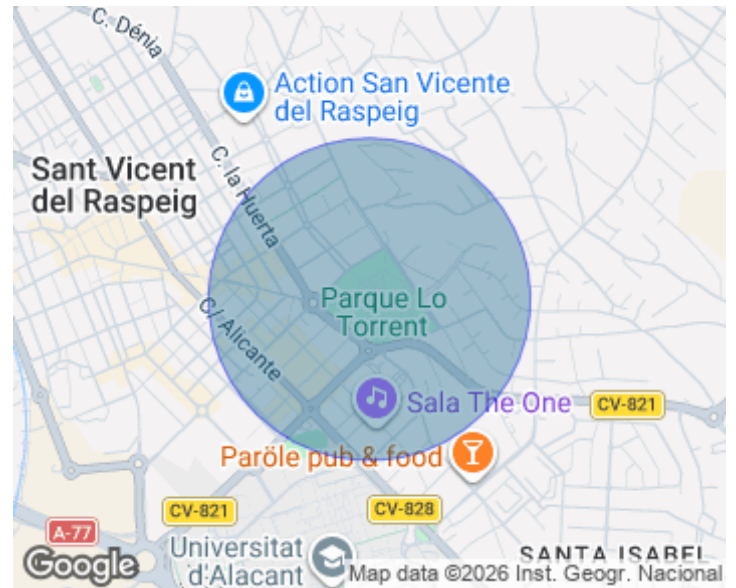 C. Dénia
Action San Vicente
del Raspeig
Sant Vicent
del Raspeig
C. la Huerta
Parque Lo
Torrent
C/ Alicante
Sala The One
CV-821
Paröle pub & food
CV-821
CV-828
A-77
Universitat
d'Alacant
SANTA ISABEL
Google
Map data ©2026 Inst. Geogr. Nacional